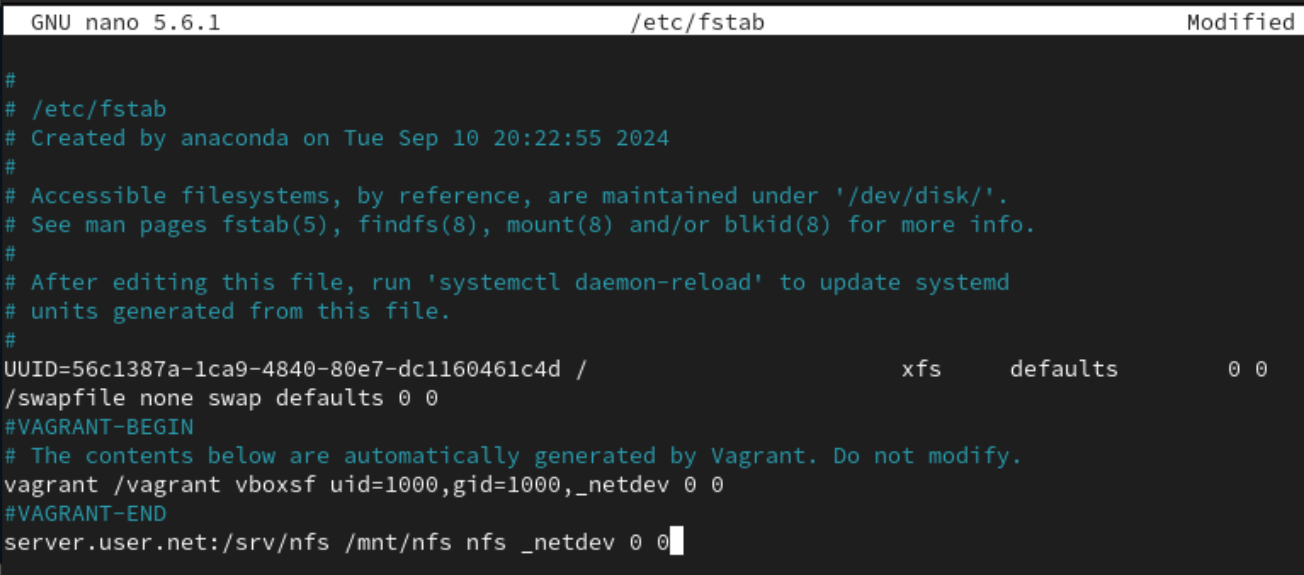 GNU nano 5.6.1 /etc/fstab Modified
#
# /etc/fstab
# Created by anaconda on Tue Sep 10 20:22:55 2024
#
# Accessible filesystems, by reference, are maintained under '/dev/disk/'.
# See man pages fstab(5), findfs(8), mount(8) and/or blkid(8) for more info.
#
# After editing this file, run 'systemctl daemon-reload' to update systemd
# units generated from this file.
#
UUID=56c1387a-1ca9-4840-80e7-dc1160461c4d / xfs defaults 0 0
/swapfile none swap defaults 0 0
#VAGRANT-BEGIN
# The contents below are automatically generated by Vagrant. Do not modify.
vagrant /vagrant vboxsf uid=1000,gid=1000,_netdev 0 0
#VAGRANT-END
server.user.net:/srv/nfs /mnt/nfs nfs _netdev 0 0